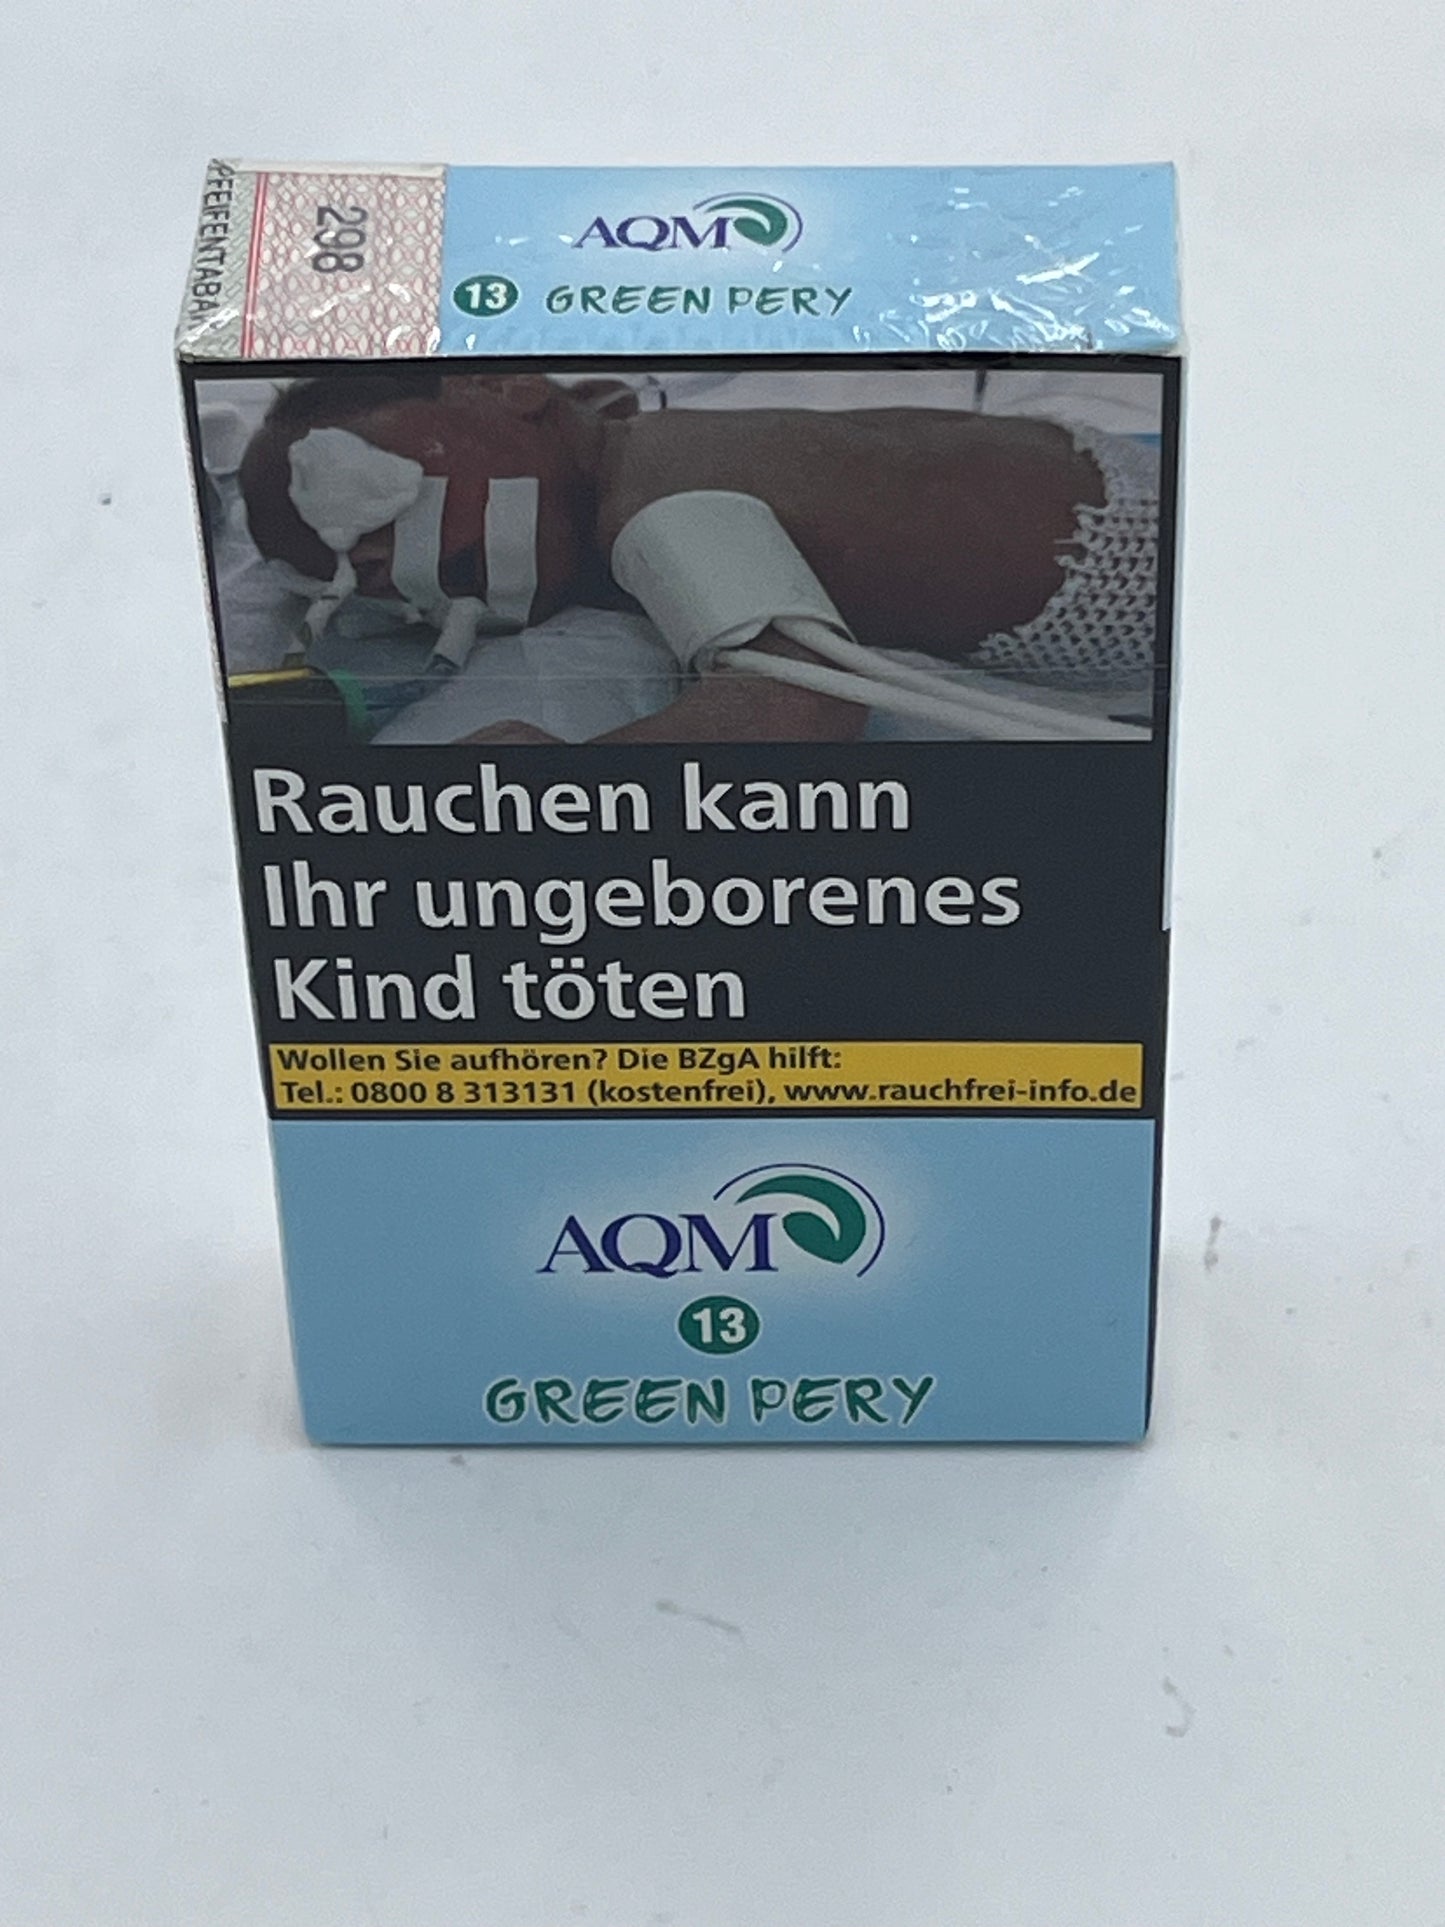 PFEIFENTABAK
298
AQM
13 GREEN PERY
Rauchen kann
Ihr ungeborenes
Kind töten
Wollen Sie aufhören? Die BZgA hilft:
Tel.: 0800 8 313131 (kostenfrei), www.rauchfrei-info.de
AQM
13
GREEN PERY